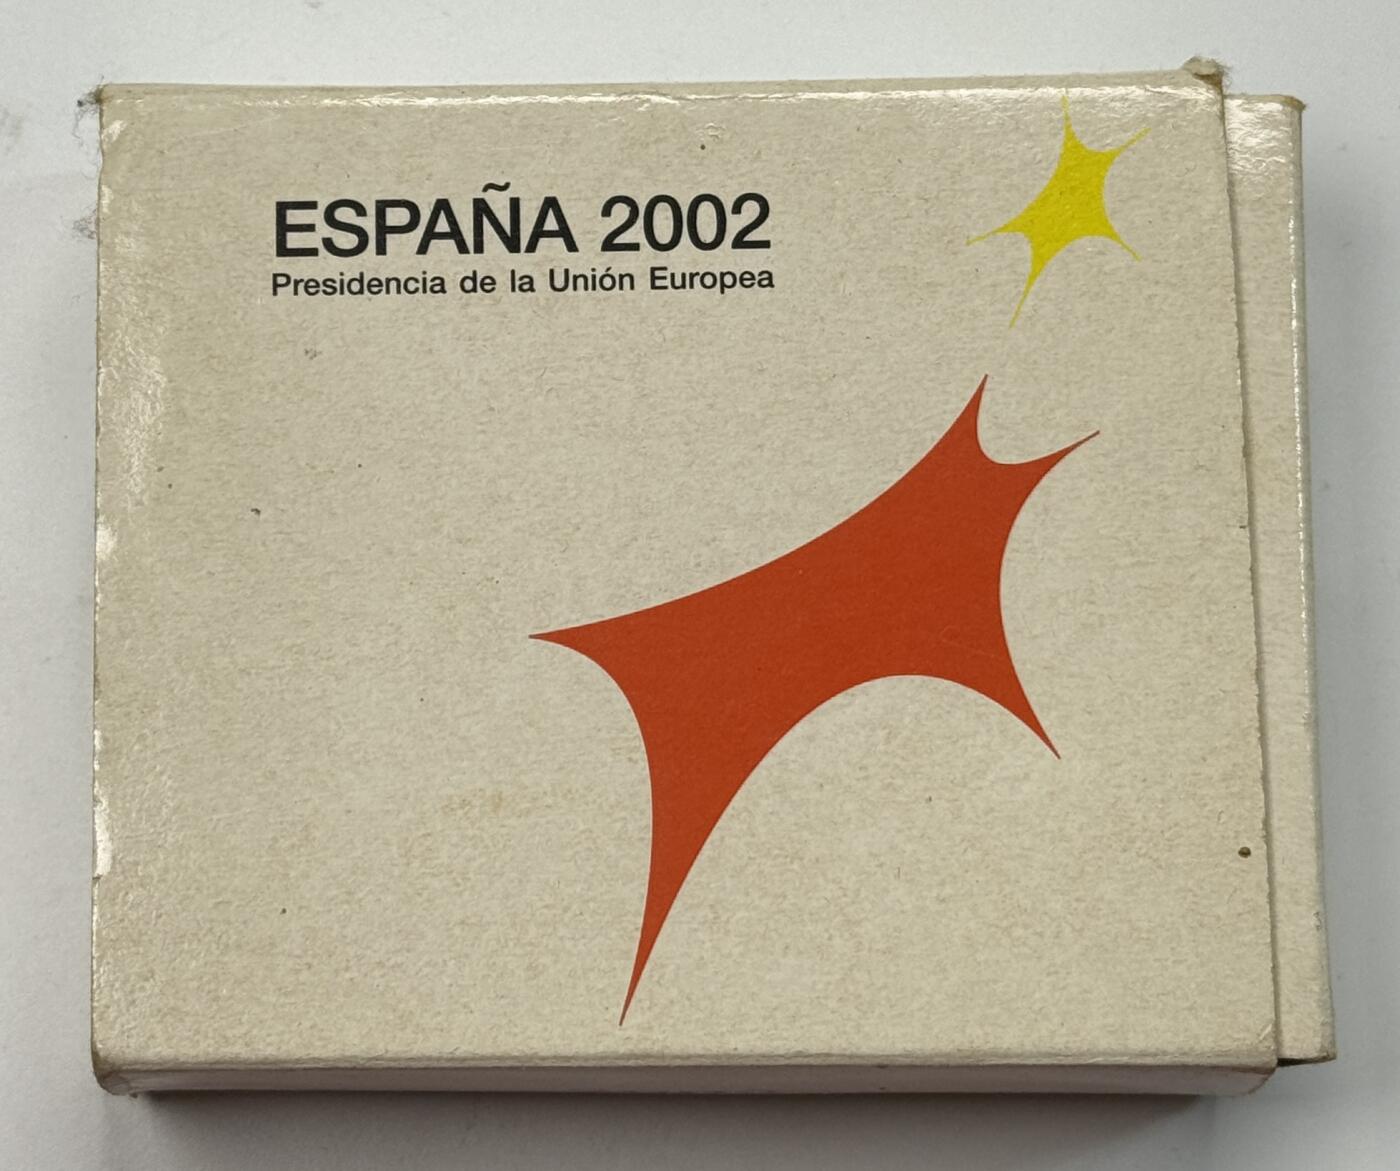 ESPAÑA 2002
Presidencia de la Unión Europea